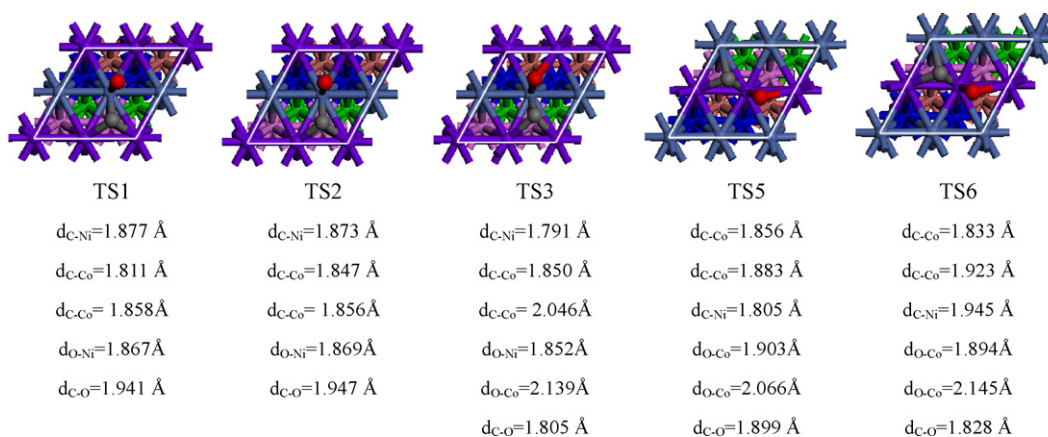 TS1 TS2 TS3 TS5 TS6
dC-Ni=1.877 Å dC-Ni=1.873 Å dC-Ni=1.791 Å dC-Co=1.856 Å dC-Co=1.833 Å
dC-Co=1.811 Å dC-Co=1.847 Å dC-Co=1.850 Å dC-Co=1.883 Å dC-Co=1.923 Å
dC-Co= 1.858Å dC-Co= 1.856Å dC-Co= 2.046Å dC-Ni=1.805 Å dC-Ni=1.945 Å
dO-Ni=1.867Å dO-Ni=1.869Å dO-Ni=1.852Å dO-Co=1.903Å dO-Co=1.894Å
dC-O=1.941 Å dC-O=1.947 Å dO-Co=2.139Å dO-Co=2.066Å dO-Co=2.145Å
dC-O=1.805 Å dC-O=1.899 Å dC-O=1.828 Å